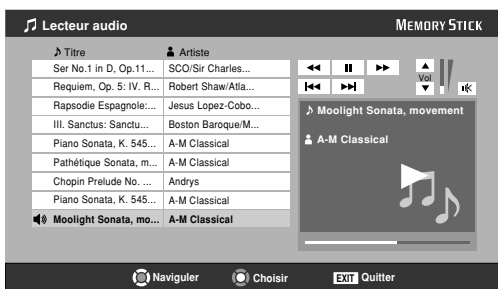 Lecteur audio MEMORY STICK
Titre Artiste
Ser No.1 in D, Op.11... SCO/Sir Charles...
Requiem, Op. 5: IV. R... Robert Shaw/Atla...
Rapsodie Espagnole:... Jesus Lopez-Cobo...
III. Sanctus: Sanctu... Boston Baroque/M...
Piano Sonata, K. 545... A-M Classical
Pathétique Sonata, m... A-M Classical
Chopin Prelude No. ... Andrys
Piano Sonata, K. 545... A-M Classical
Moolight Sonata, mo... A-M Classical
Vol
Moolight Sonata, movement
A-M Classical
Naviguler Choisir EXIT Quitter